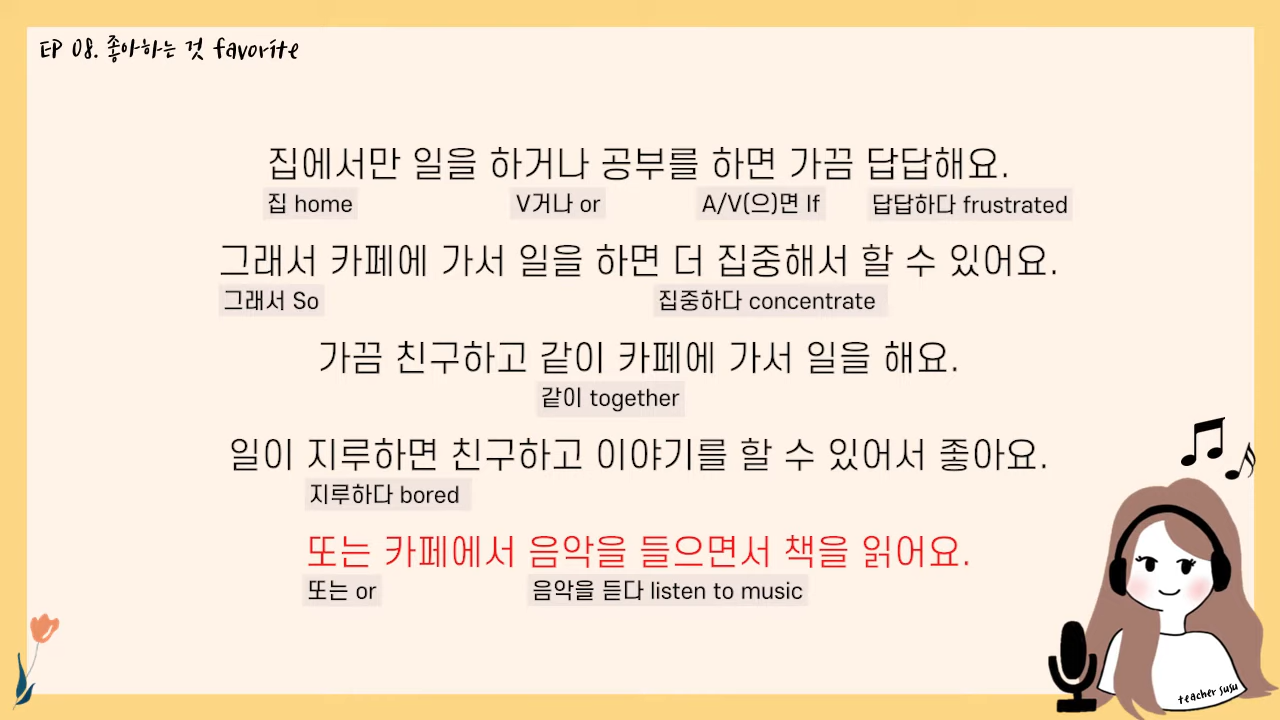 EP 08. 좋아하는 것 favorite
집에서만 일을 하거나 공부를 하면 가끔 답답해요.
집 home V거나 or A/V(으)면 If 답답하다 frustrated
그래서 카페에 가서 일을 하면 더 집중해서 할 수 있어요.
그래서 So 집중하다 concentrate
가끔 친구하고 같이 카페에 가서 일을 해요.
같이 together
일이 지루하면 친구하고 이야기를 할 수 있어서 좋아요.
지루하다 bored
또는 카페에서 음악을 들으면서 책을 읽어요.
또는 or 음악을 듣다 listen to music
teacher susu